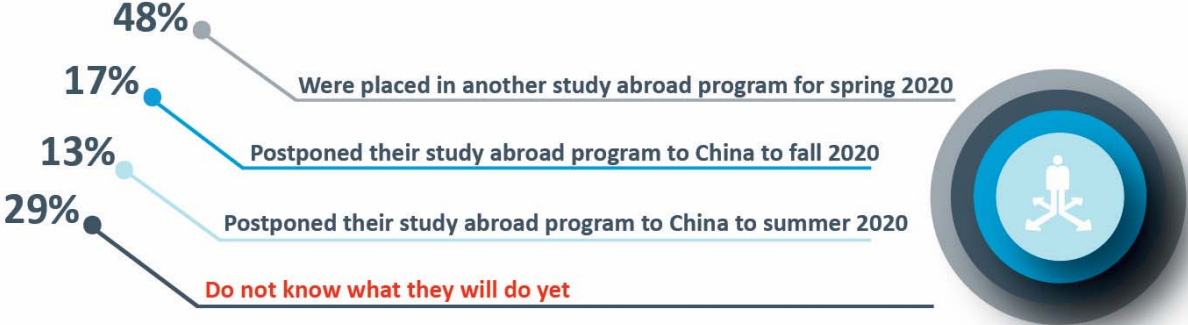 48%
Were placed in another study abroad program for spring 2020
17%
Postponed their study abroad program to China to fall 2020
13%
Postponed their study abroad program to China to summer 2020
29%
Do not know what they will do yet